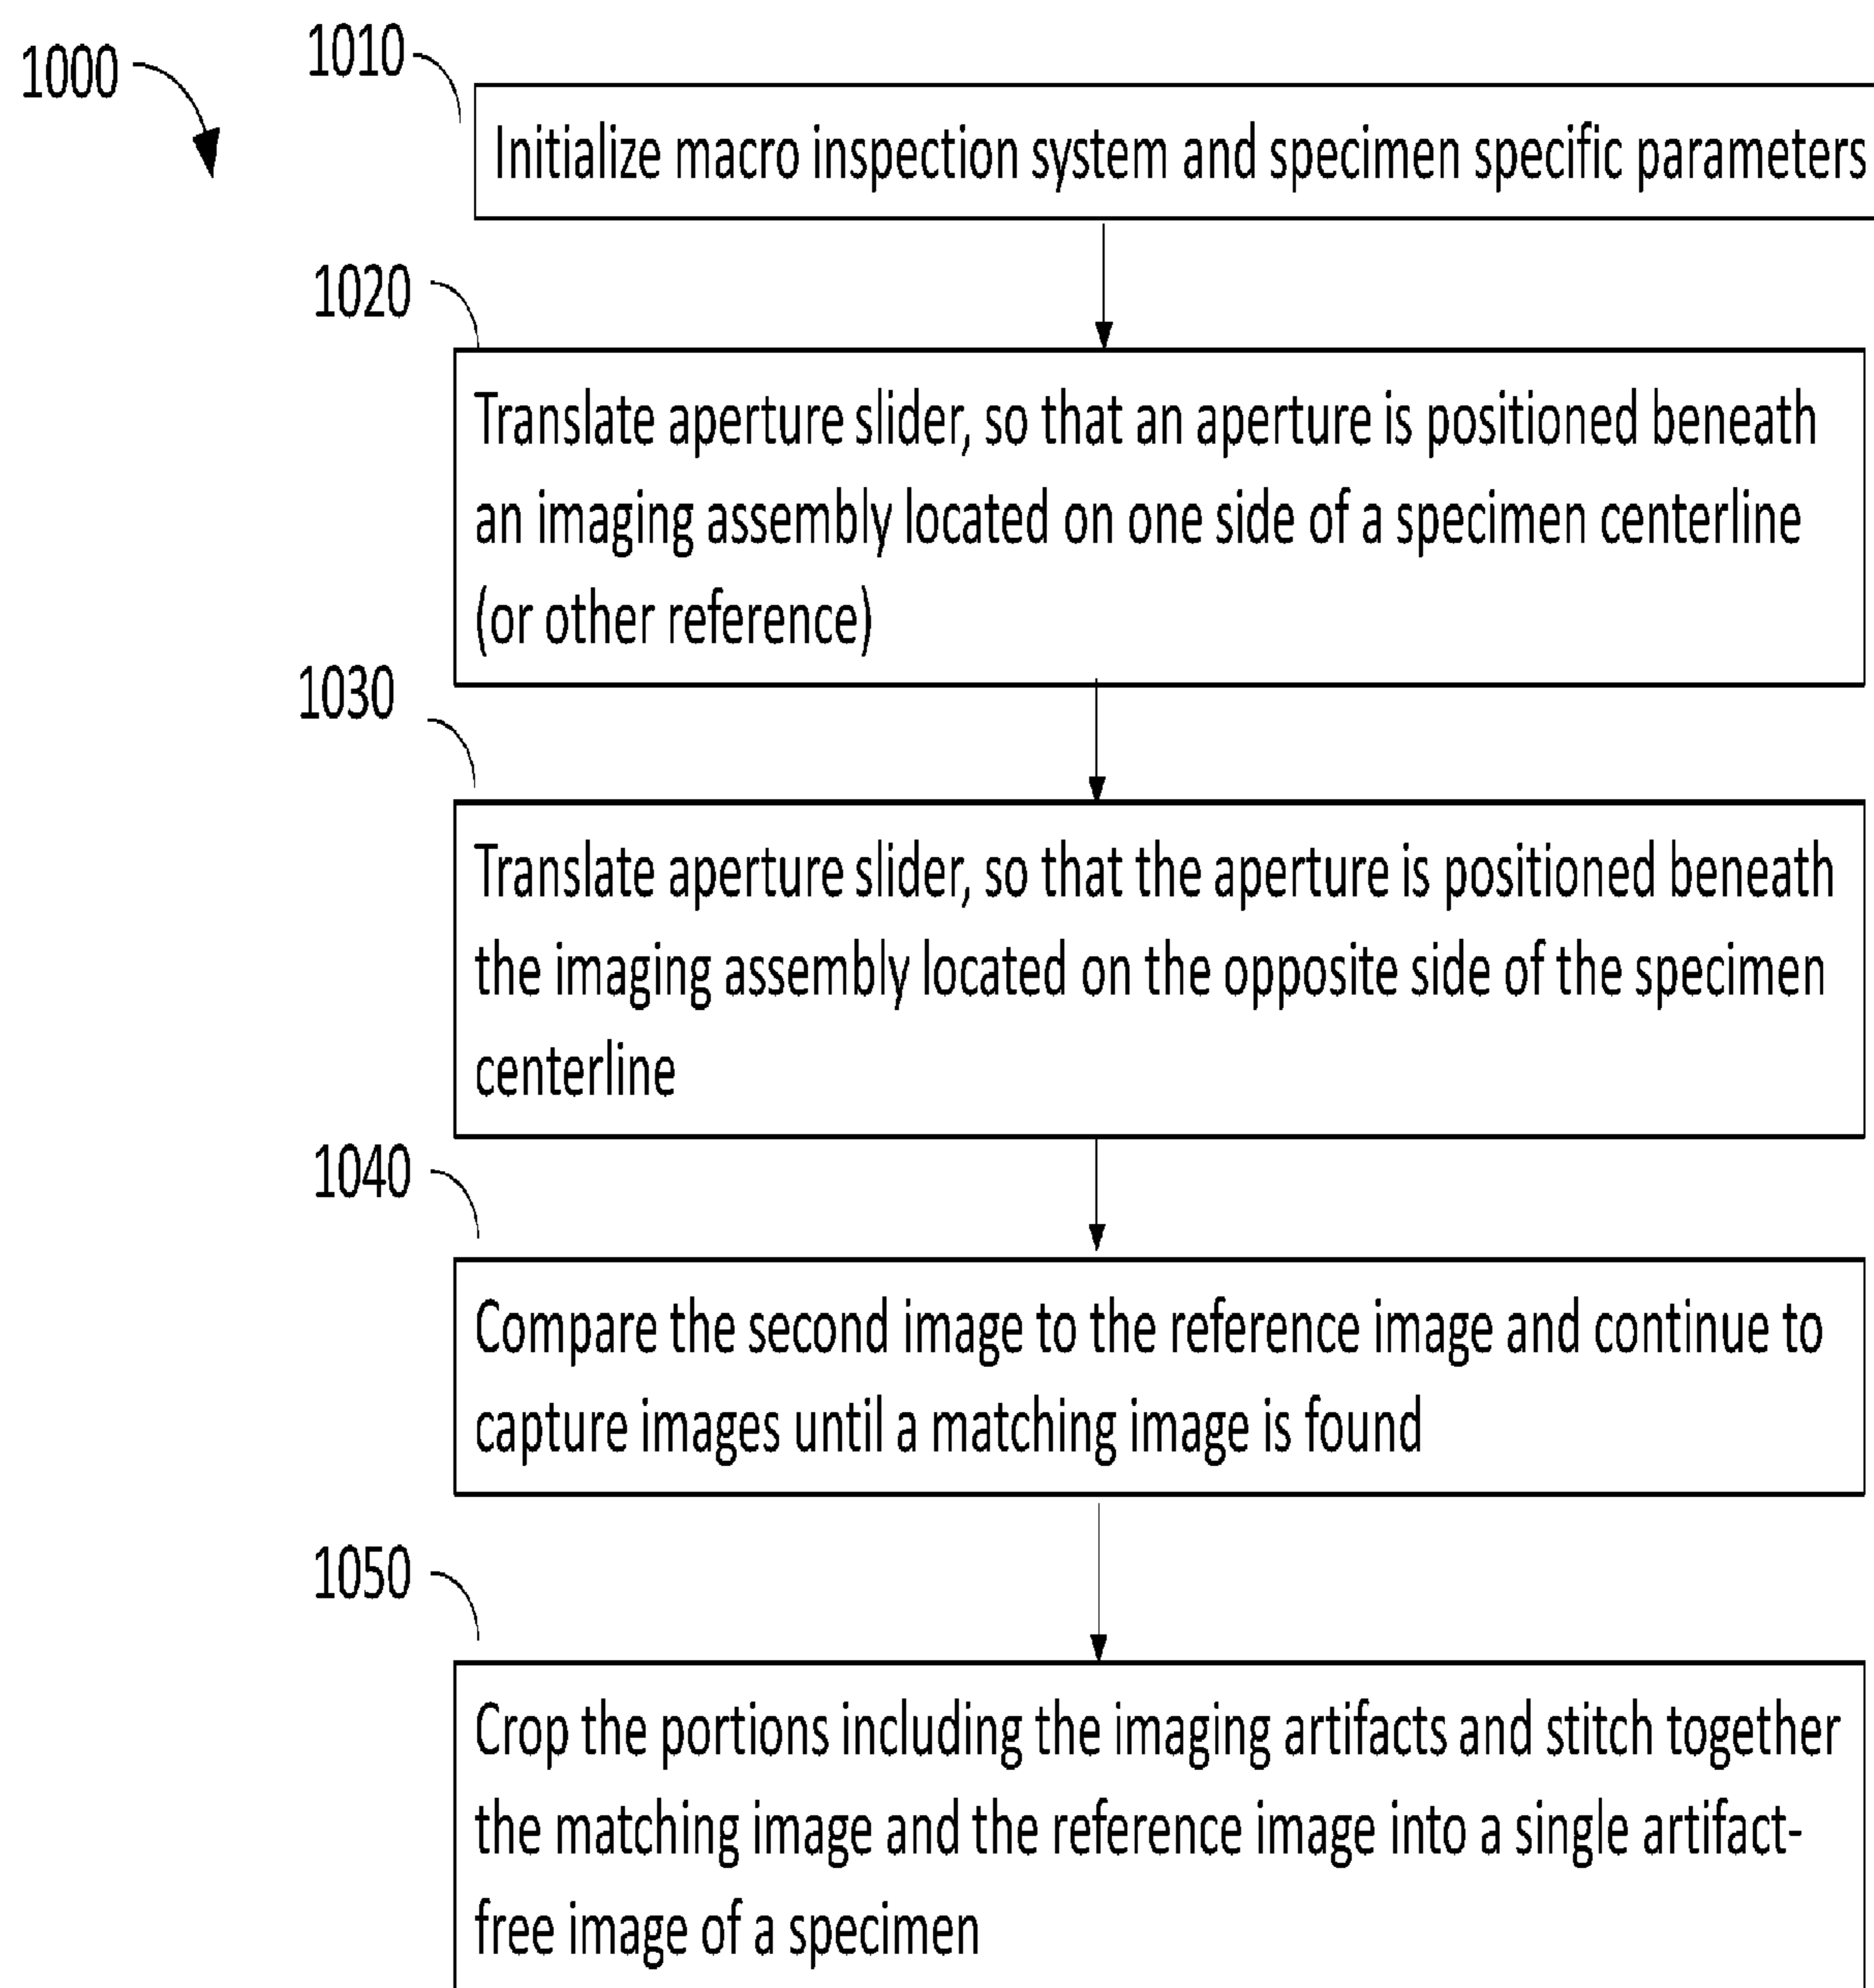 1000
1010
Initialize macro inspection system and specimen specific parameters
1020
Translate aperture slider, so that an aperture is positioned beneath
an imaging assembly located on one side of a specimen centerline
(or other reference)
1030
Translate aperture slider, so that the aperture is positioned beneath
the imaging assembly located on the opposite side of the specimen
centerline
1040
Compare the second image to the reference image and continue to
capture images until a matching image is found
1050
Crop the portions including the imaging artifacts and stitch together
the matching image and the reference image into a single artifact-
free image of a specimen